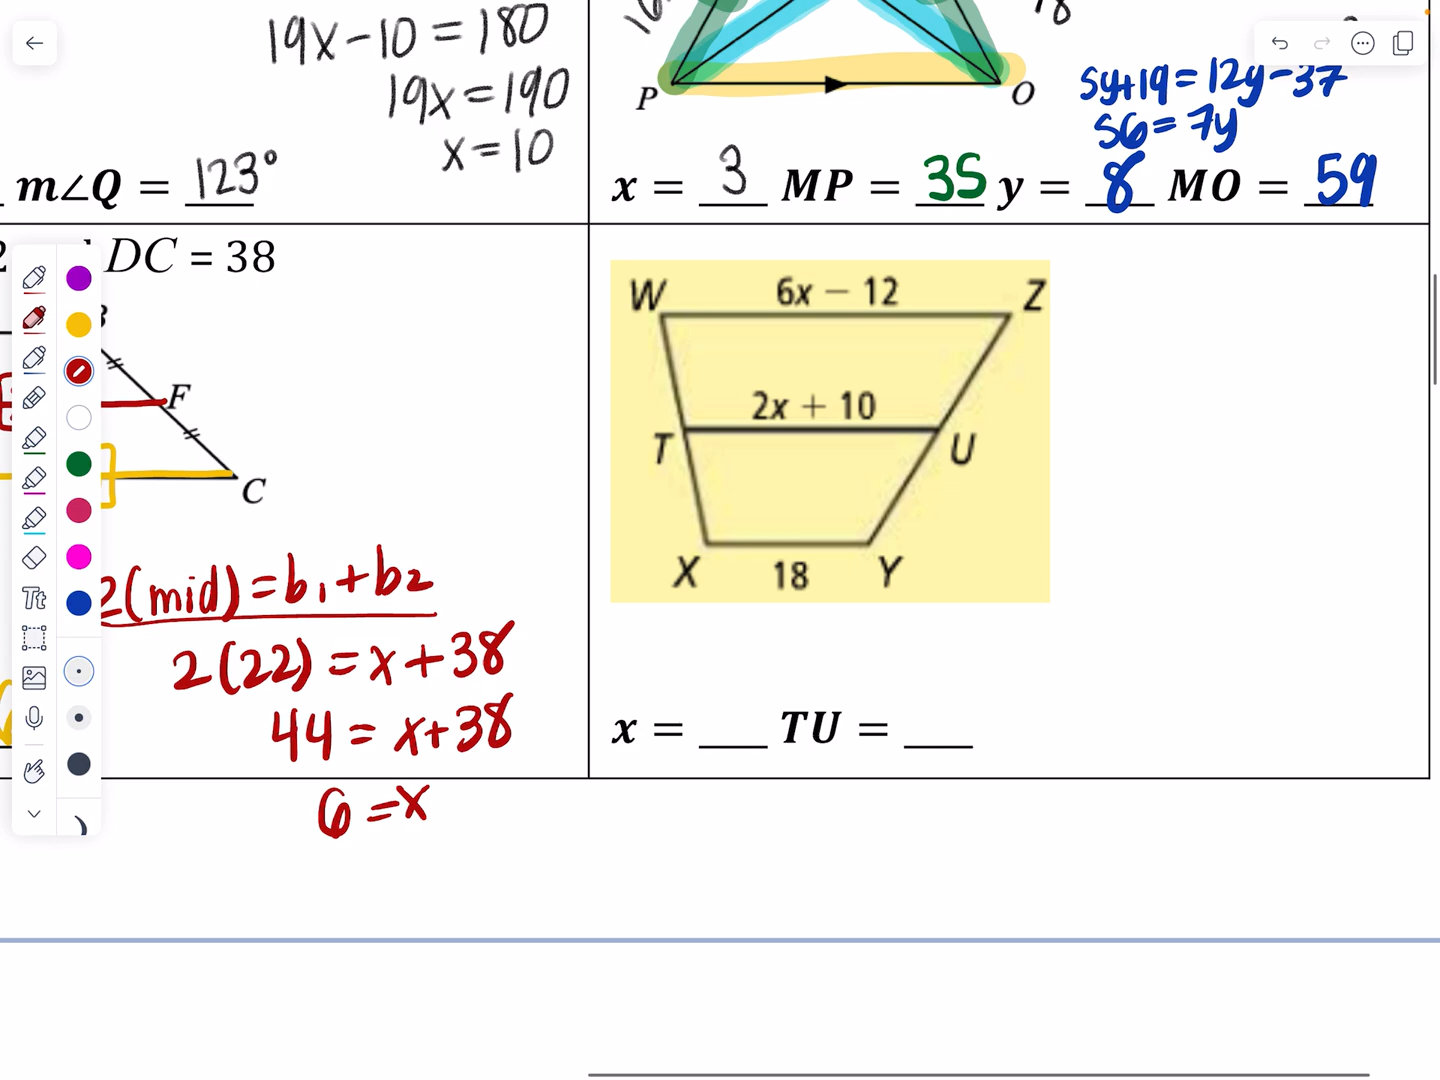 19x-10=180
19x=190
x=10
m∠Q = 123°
P
O
18
5y+19=12y-37
56=7y
x = 3 MP = 35 y = 8 MO = 59
DC = 38
F
C
2(mid)=b₁+b₂
2(22)=x+38
44=x+38
6=x
Tt
W 6x − 12 Z
2x + 10
T U
X 18 Y
x = ___ TU = ___